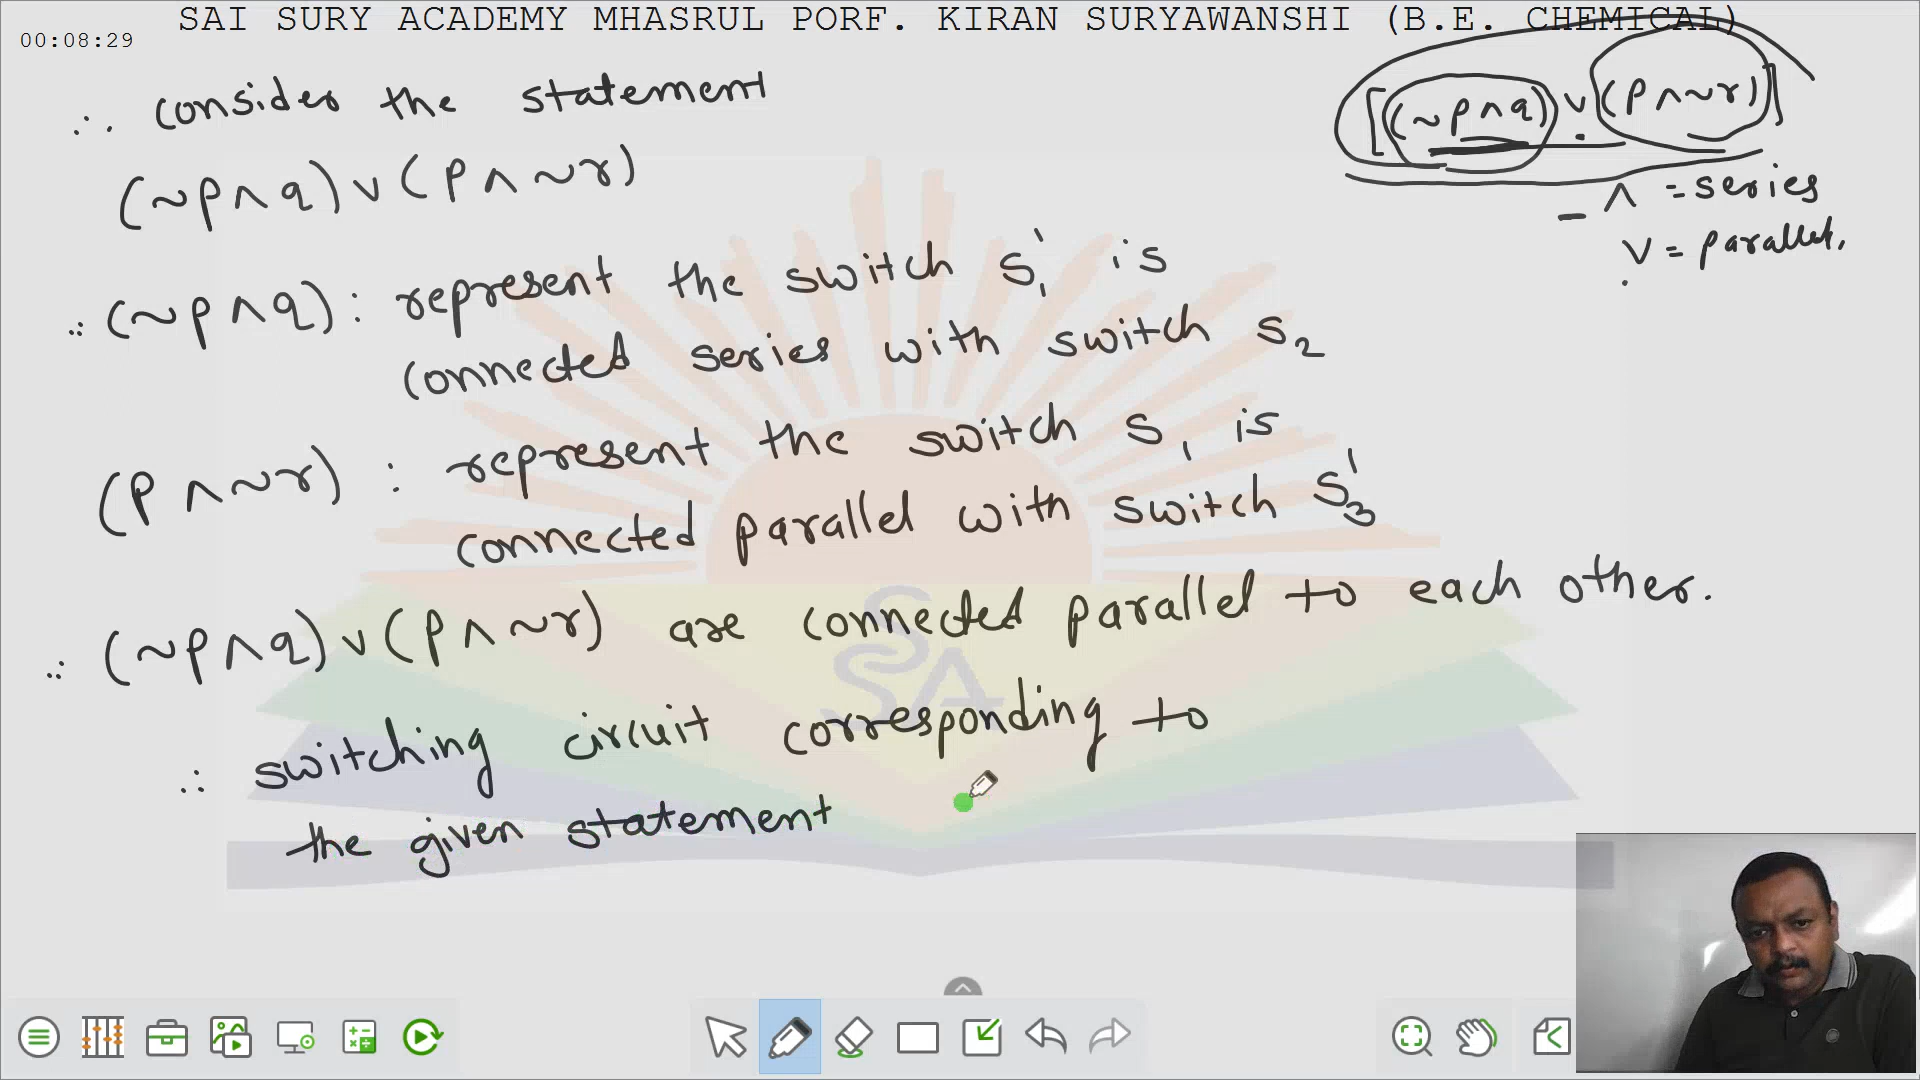 SAI SURY ACADEMY MHASRUL PORF. KIRAN SURYAWANSHI (B.E. CHEMICAL)
00:08:29
[(~p∧q)∨(p∧~r)]
∧ = series
∨ = parallel.
∴ consider the statement
(~p∧q)∨(p∧~r)
∴ (~p∧q): represent the switch S₁' is
connected series with switch S₂
(p∧~r): represent the switch S₁ is
connected parallel with switch S₃'
∴ (~p∧q)∨(p∧~r) are connected parallel to each other.
∴ switching circuit corresponding to
the given statement
SSA